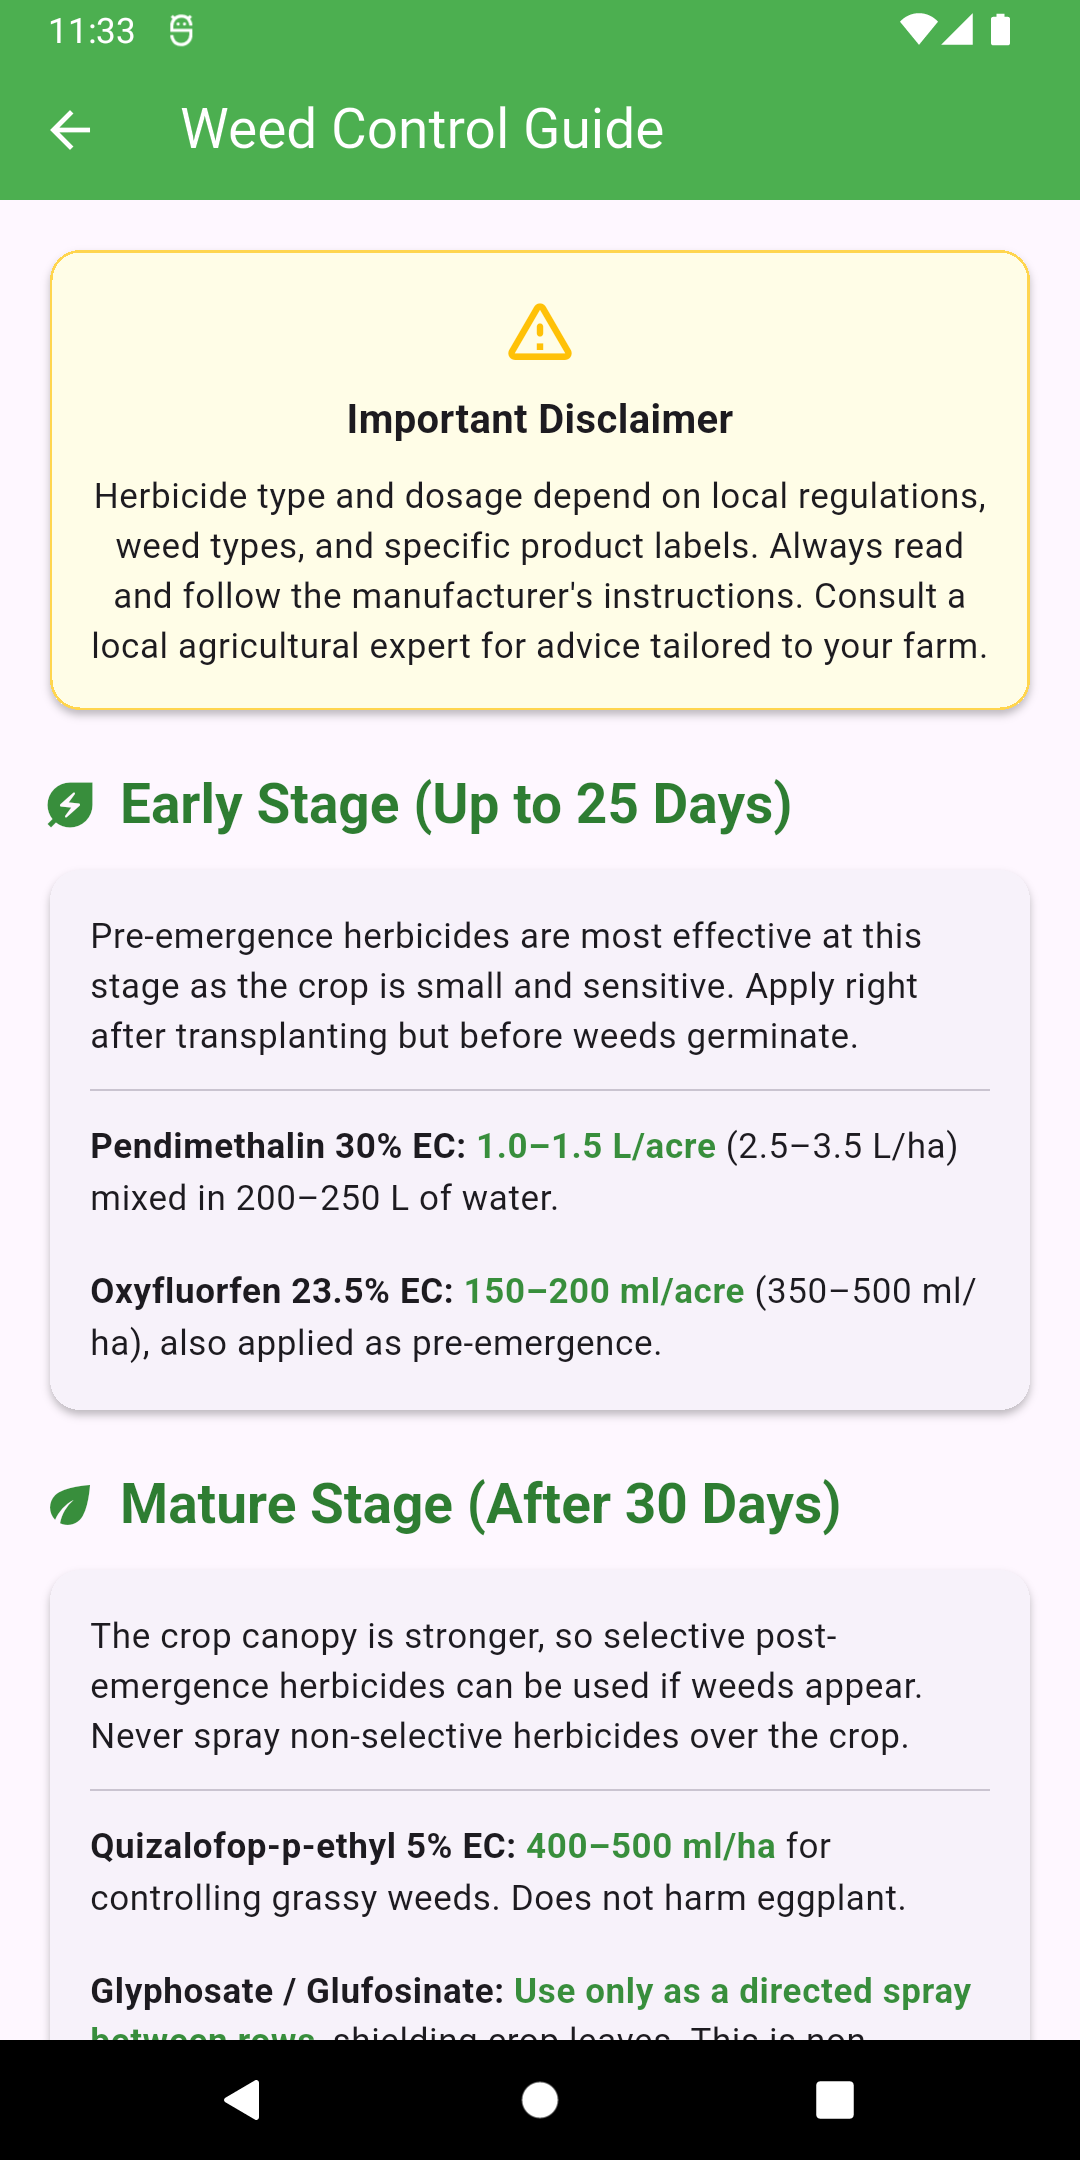 11:33
Weed Control Guide
Important Disclaimer
Herbicide type and dosage depend on local regulations,
weed types, and specific product labels. Always read
and follow the manufacturer's instructions. Consult a
local agricultural expert for advice tailored to your farm.
Early Stage (Up to 25 Days)
Pre-emergence herbicides are most effective at this
stage as the crop is small and sensitive. Apply right
after transplanting but before weeds germinate.
Pendimethalin 30% EC: 1.0–1.5 L/acre (2.5–3.5 L/ha)
mixed in 200–250 L of water.
Oxyfluorfen 23.5% EC: 150–200 ml/acre (350–500 ml/
ha), also applied as pre-emergence.
Mature Stage (After 30 Days)
The crop canopy is stronger, so selective post-
emergence herbicides can be used if weeds appear.
Never spray non-selective herbicides over the crop.
Quizalofop-p-ethyl 5% EC: 400–500 ml/ha for
controlling grassy weeds. Does not harm eggplant.
Glyphosate / Glufosinate: Use only as a directed spray
between rows, shielding crop leaves. This is non-